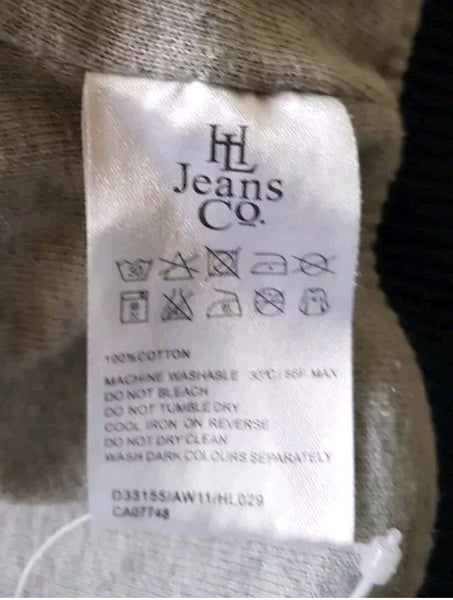 HL
Jeans
Co.
30
100%COTTON
MACHINE WASHABLE 30°C/86F MAX
DO NOT BLEACH
DO NOT TUMBLE DRY
COOL IRON ON REVERSE
DO NOT DRY CLEAN
WASH DARK COLOURS SEPARATELY
D33155/AW11/HL029
CA07748